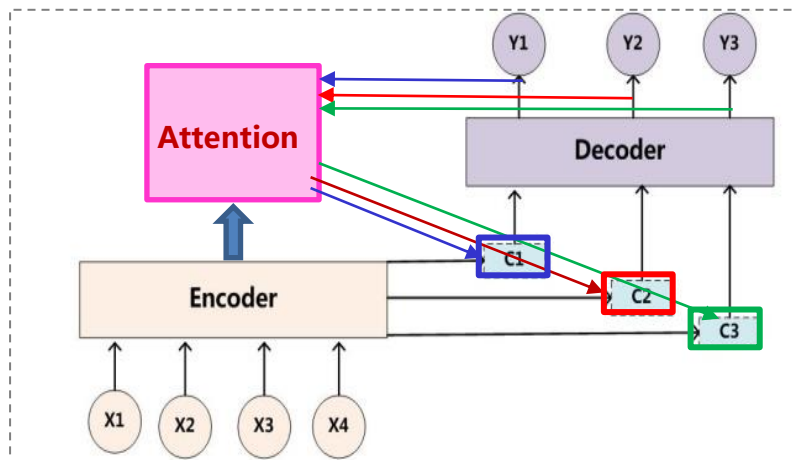 Y1
Y2
Y3
Attention
Decoder
C1
Encoder
C2
C3
X1
X2
X3
X4